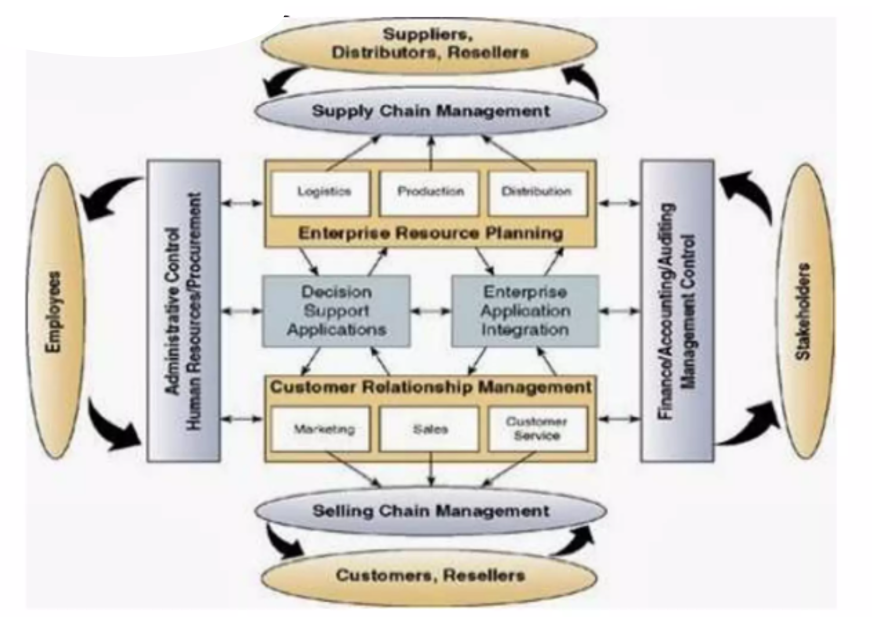 Suppliers,
Distributors, Resellers
Supply Chain Management
Logistics
Production
Distribution
Enterprise Resource Planning
Employees
Administrative Control
Human Resources/Procurement
Decision
Support
Applications
Enterprise
Application
Integration
Finance/Accounting/Auditing
Management Control
Stakeholders
Customer Relationship Management
Marketing
Sales
Customer
Service
Selling Chain Management
Customers, Resellers